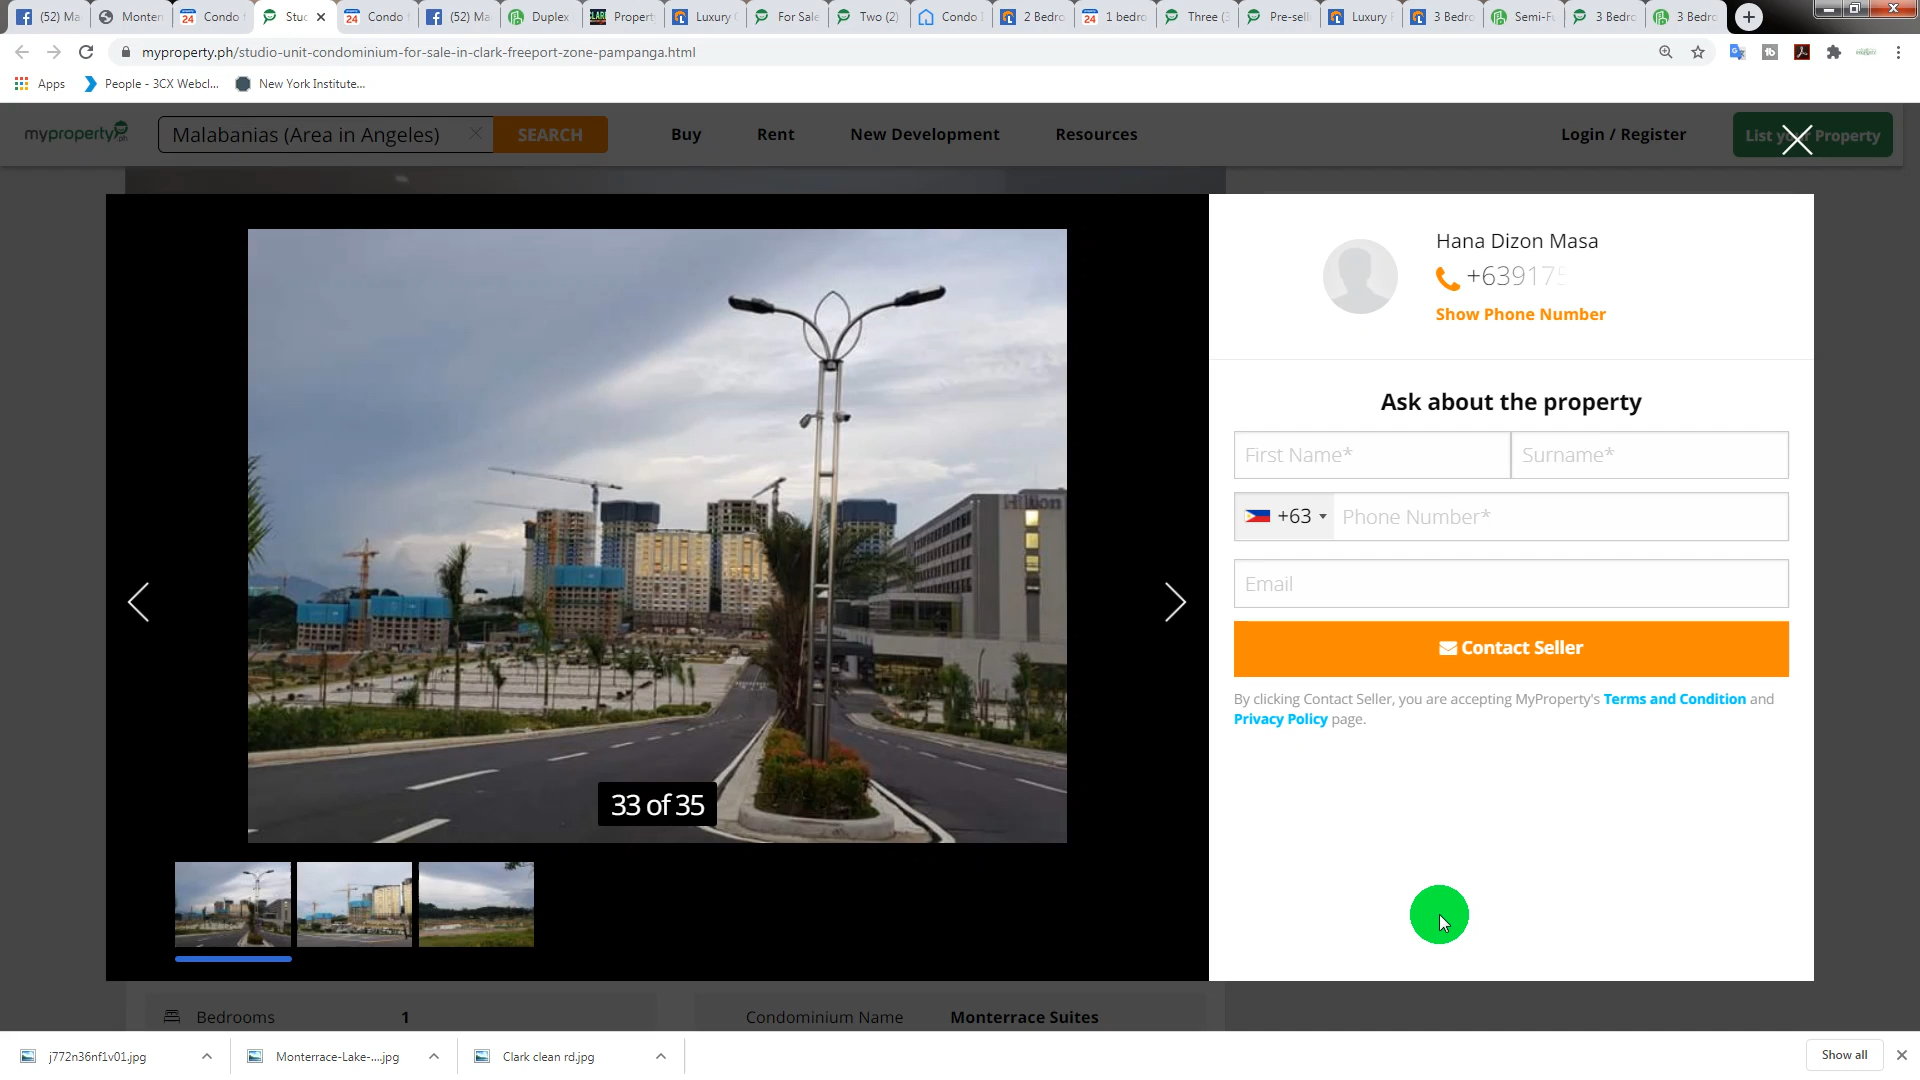 (52) Ma
Monter
Condo f
Stuc
Condo f
(52) Ma
Duplex
Propert
Luxury
For Sale
Two (2)
Condo
2 Bedro
1 bedro
Three (3
Pre-sell
Luxury
3 Bedro
Semi-Fu
3 Bedro
3 Bedro
myproperty.ph/studio-unit-condominium-for-sale-in-clark-freeport-zone-pampanga.html
Apps
People - 3CX Webcl...
New York Institute...
myproperty
Malabanias (Area in Angeles)
SEARCH
Buy
Rent
New Development
Resources
Login / Register
List your Property
Hilton
33 of 35
Hana Dizon Masa
+639175
Show Phone Number
Ask about the property
First Name*
Surname*
+63
Phone Number*
Email
Contact Seller
By clicking Contact Seller, you are accepting MyProperty's Terms and Condition and
Privacy Policy page.
Bedrooms
1
Condominium Name
Monterrace Suites
j772n36nf1v01.jpg
Monterrace-Lake-....jpg
Clark clean rd.jpg
Show all